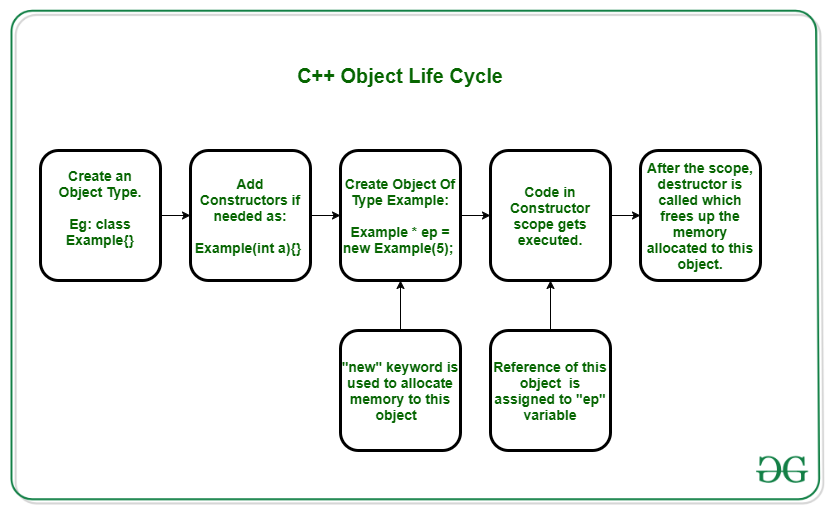 C++ Object Life Cycle
Create an
Object Type.
Eg: class
Example{}
Add
Constructors if
needed as:
Example(int a){}
Create Object Of
Type Example:
Example * ep =
new Example(5);
Code in
Constructor
scope gets
executed.
After the scope,
destructor is
called which
frees up the
memory
allocated to this
object.
"new" keyword is
used to allocate
memory to this
object
Reference of this
object is
assigned to "ep"
variable